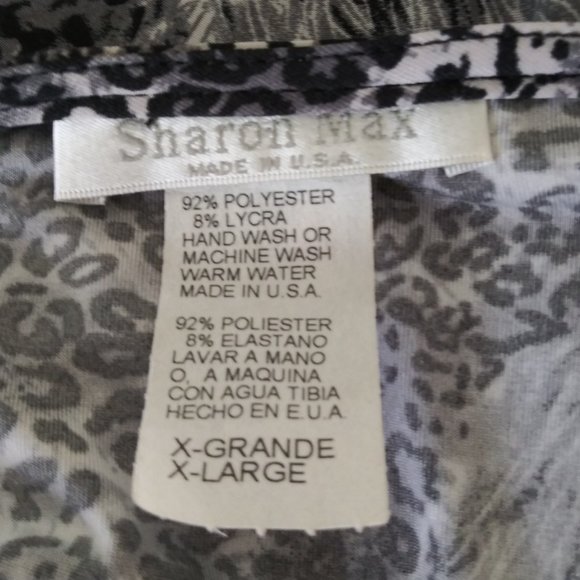 Sharon Max
MADE IN U.S.A.
92% POLYESTER
8% LYCRA
HAND WASH OR
MACHINE WASH
WARM WATER
MADE IN U.S.A.
92% POLIESTER
8% ELASTANO
LAVAR A MANO
O, A MAQUINA
CON AGUA TIBIA
HECHO EN E.U.A.
X-GRANDE
X-LARGE